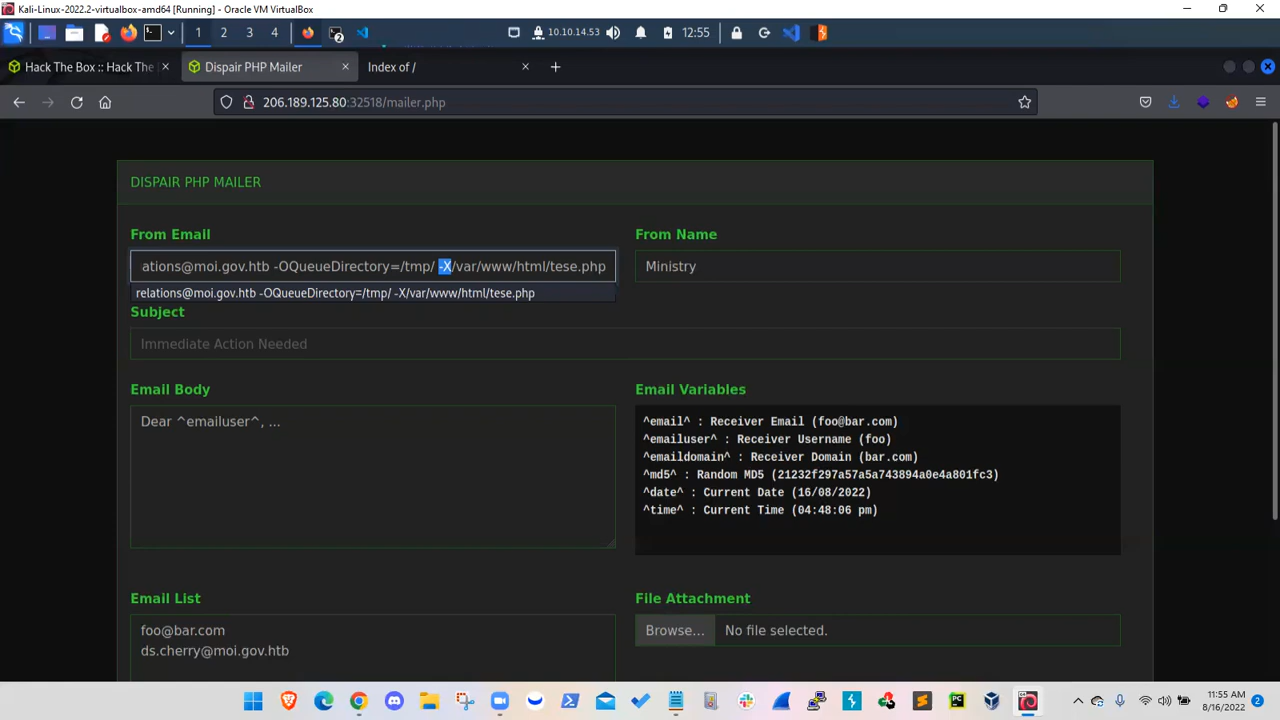 Kali-Linux-2022.2-virtualbox-amd64 [Running] - Oracle VM VirtualBox
1 2 3 4 2 10.10.14.53 12:55
Hack The Box :: Hack The Dispair PHP Mailer Index of /
206.189.125.80:32518/mailer.php
DISPAIR PHP MAILER
From Email From Name
ations@moi.gov.htb -OQueueDirectory=/tmp/ -X/var/www/html/tese.php Ministry
relations@moi.gov.htb -OQueueDirectory=/tmp/ -X/var/www/html/tese.php
Subject
Immediate Action Needed
Email Body Email Variables
Dear ^emailuser^, ... ^email^ : Receiver Email (foo@bar.com)
^emailuser^ : Receiver Username (foo)
^emaildomain^ : Receiver Domain (bar.com)
^md5^ : Random MD5 (21232f297a57a5a743894a0e4a801fc3)
^date^ : Current Date (16/08/2022)
^time^ : Current Time (04:48:06 pm)
Email List File Attachment
foo@bar.com Browse... No file selected.
ds.cherry@moi.gov.htb
11:55 AM
8/16/2022 2